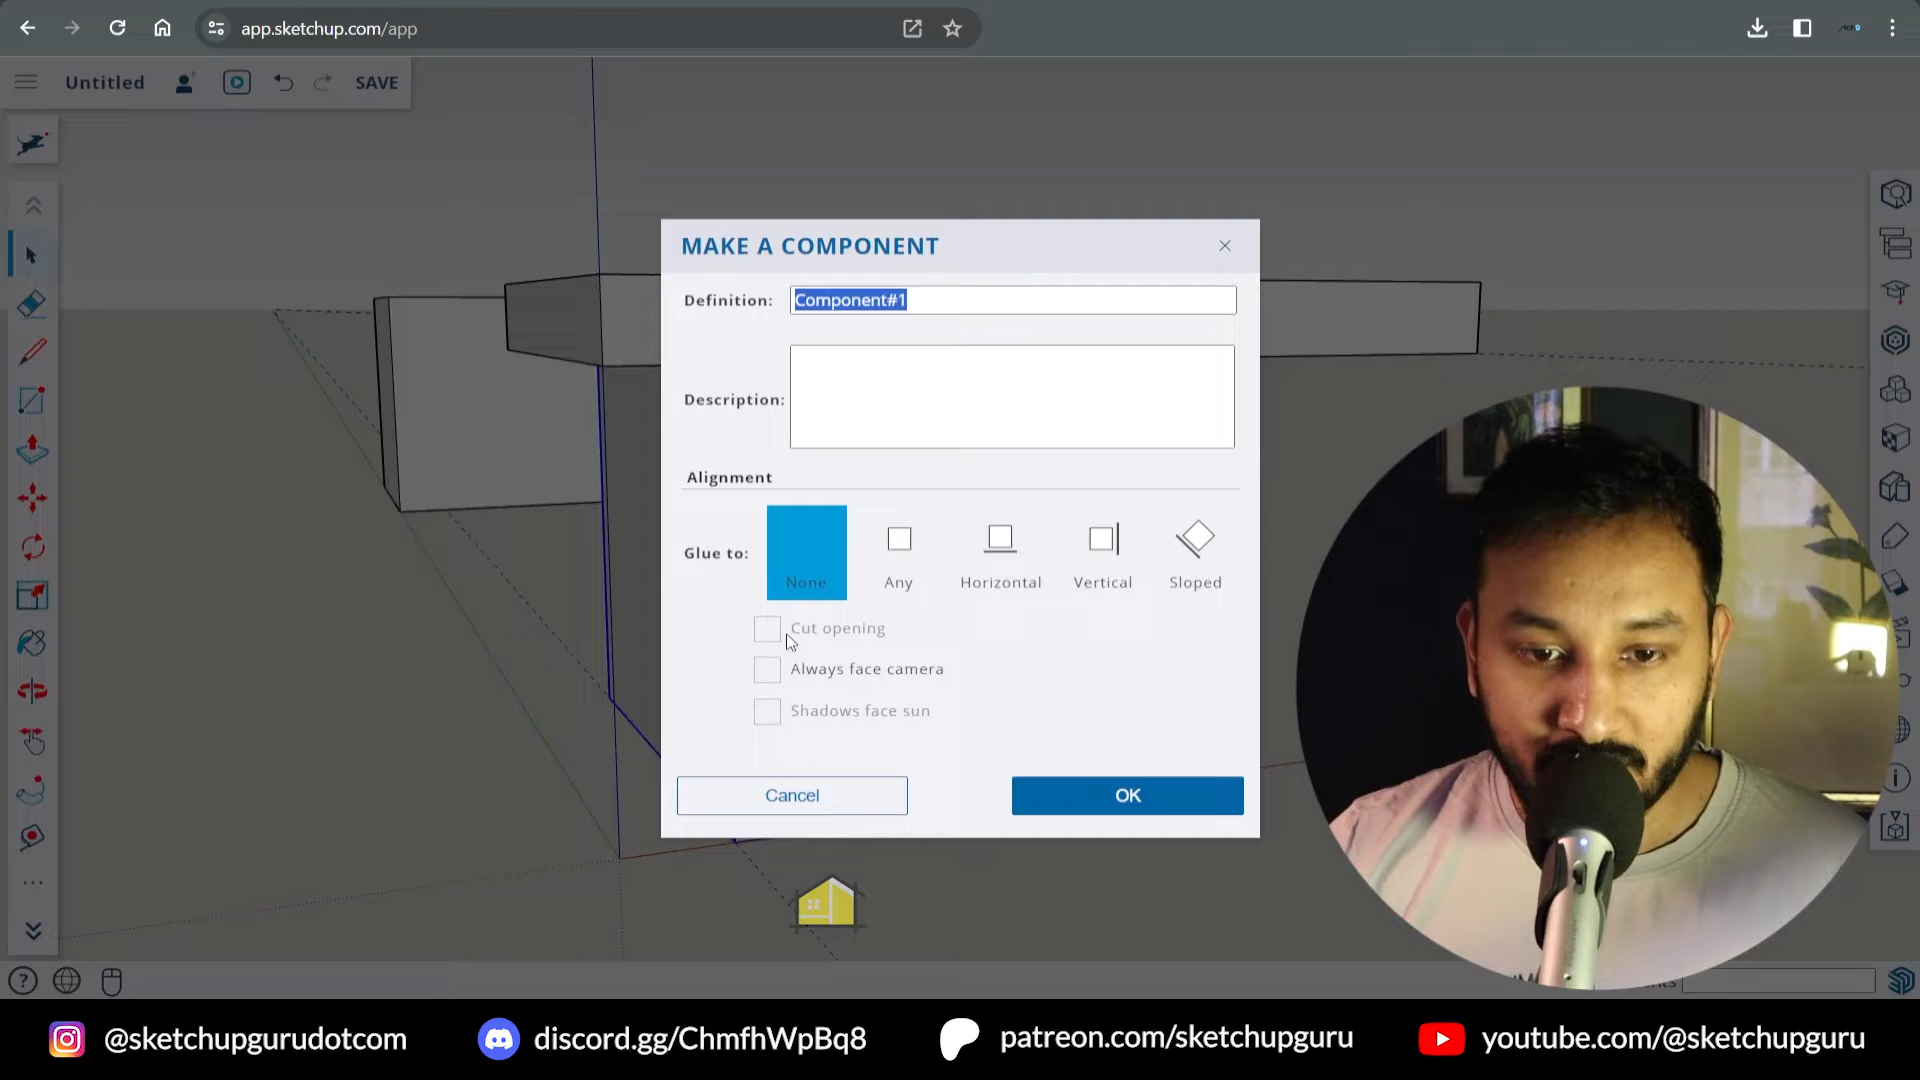 app.sketchup.com/app
Untitled
SAVE
MAKE A COMPONENT
Definition:
Component#1
Description:
Alignment
Glue to:
None
Any
Horizontal
Vertical
Sloped
Cut opening
Always face camera
Shadows face sun
Cancel
OK
@sketchupgurudotcom
discord.gg/ChmfhWpBq8
patreon.com/sketchupguru
youtube.com/@sketchupguru